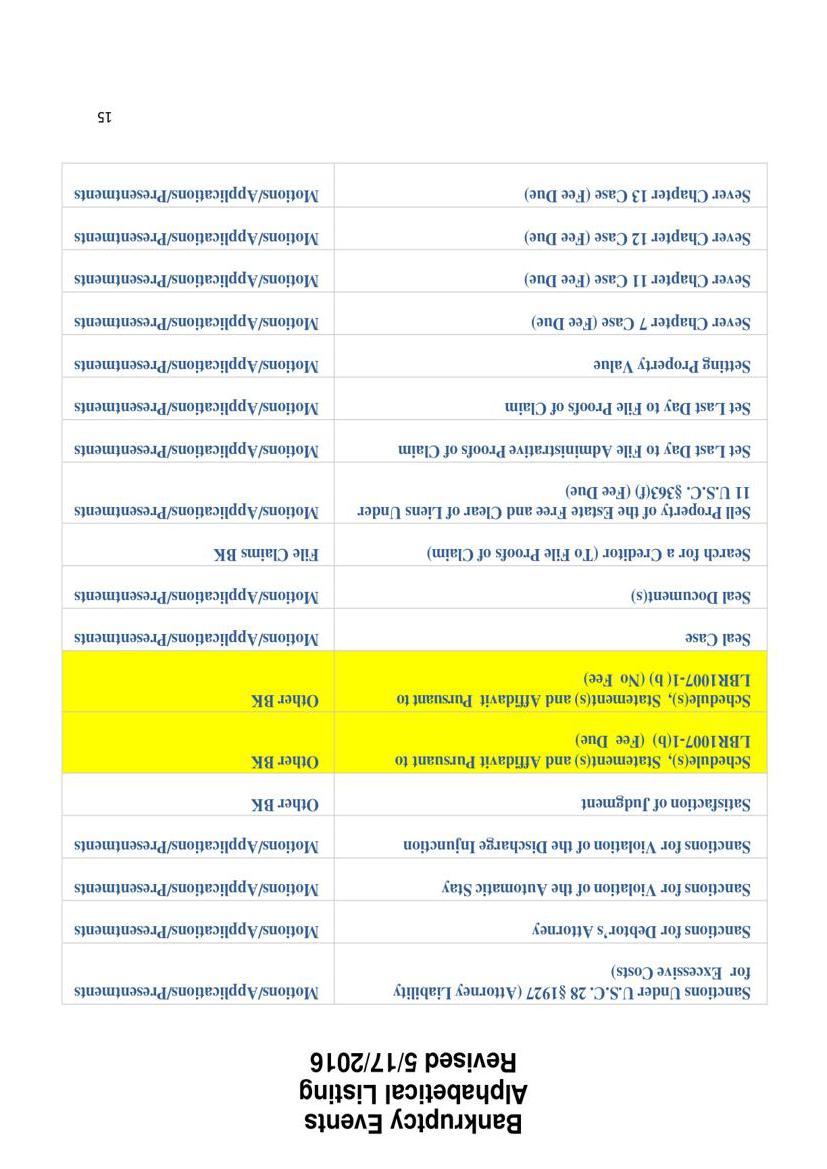 Bankruptcy Events
Alphabetical Listing
Revised 5/17/2016
Sanctions Under U.S.C. 28 §1927 (Attorney Liability
for Excessive Costs)
Motions/Applications/Presentments
Sanctions for Debtor's Attorney
Motions/Applications/Presentments
Sanctions for Violation of the Automatic Stay
Motions/Applications/Presentments
Sanctions for Violation of the Discharge Injunction
Motions/Applications/Presentments
Satisfaction of Judgment
Other BK
Schedule(s), Statement(s) and Affidavit Pursuant to
LBR1007-1(b) (Fee Due)
Other BK
Schedule(s), Statement(s) and Affidavit Pursuant to
LBR1007-1( b) (No Fee)
Other BK
Seal Case
Motions/Applications/Presentments
Seal Document(s)
Motions/Applications/Presentments
Search for a Creditor (To File Proofs of Claim)
File Claims BK
Sell Property of the Estate Free and Clear of Liens Under
11 U.S.C. §363(f) (Fee Due)
Motions/Applications/Presentments
Set Last Day to File Administrative Proofs of Claim
Motions/Applications/Presentments
Set Last Day to File Proofs of Claim
Motions/Applications/Presentments
Setting Property Value
Motions/Applications/Presentments
Sever Chapter 7 Case (Fee Due)
Motions/Applications/Presentments
Sever Chapter 11 Case (Fee Due)
Motions/Applications/Presentments
Sever Chapter 12 Case (Fee Due)
Motions/Applications/Presentments
Sever Chapter 13 Case (Fee Due)
Motions/Applications/Presentments
15